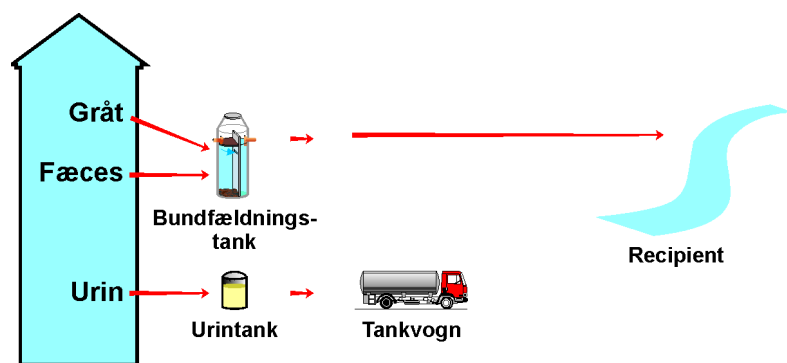 Gråt
Fæces
Bundfældnings-
tank
Recipient
Urin
Urintank
Tankvogn